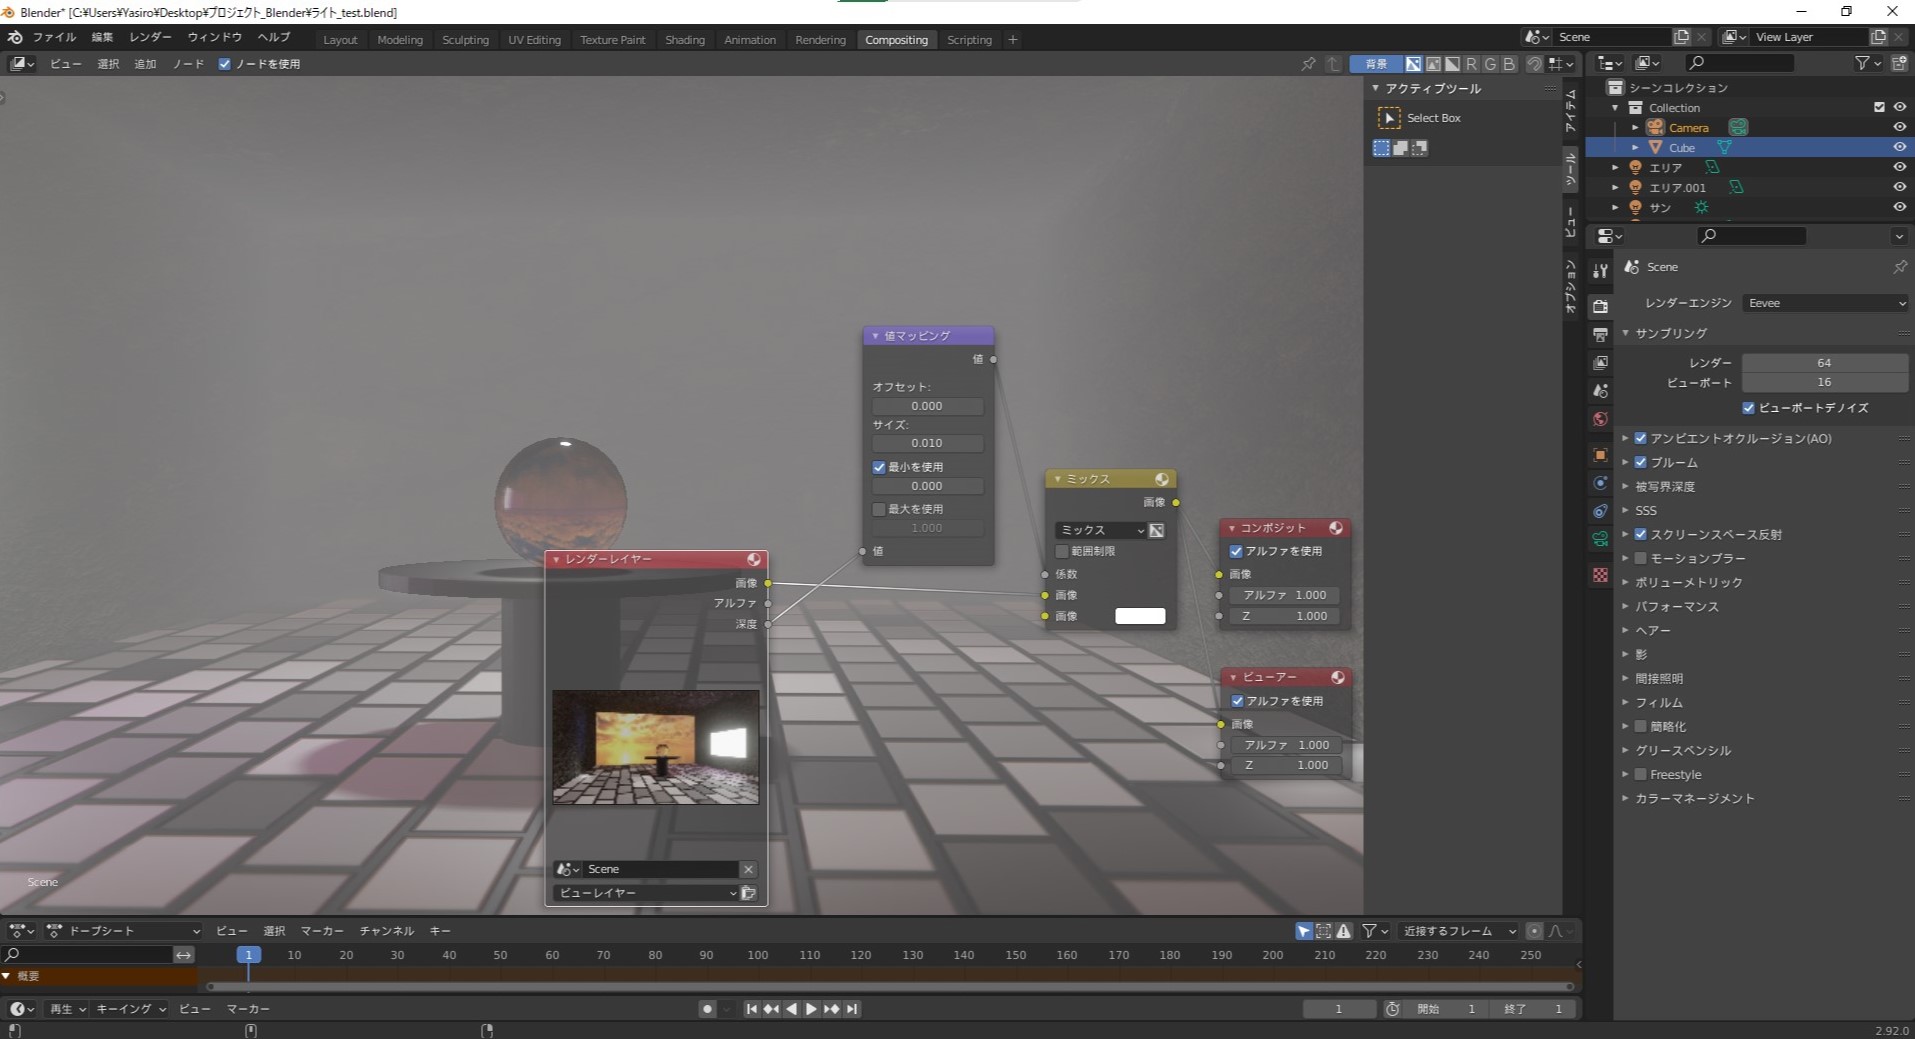 Blender* [C:¥Users¥Yasiro¥Desktop¥プロジェクト_Blender¥ライト_test.blend]
ファイル 編集 レンダー ウィンドウ ヘルプ Layout Modeling Sculpting UV Editing Texture Paint Shading Animation Rendering Compositing Scripting + Scene View Layer
ビュー 選択 追加 ノード ノードを使用 背景 R G B
アクティブツール
Select Box
アイテム
ツール
ビュー
オプション
シーンコレクション
Collection
Camera
Cube
エリア
エリア.001
サン
Scene
レンダーエンジン Eevee
サンプリング
レンダー 64
ビューポート 16
ビューポートデノイズ
アンビエントオクルージョン(AO)
ブルーム
被写界深度
SSS
スクリーンスペース反射
モーションブラー
ボリューメトリック
パフォーマンス
ヘアー
影
間接照明
フィルム
簡略化
グリースペンシル
Freestyle
カラーマネージメント
値マッピング
値
オフセット:
0.000
サイズ:
0.010
最小を使用
0.000
最大を使用
1.000
値
ミックス
画像
ミックス
範囲制限
係数
画像
画像
コンポジット
アルファを使用
画像
アルファ 1.000
Z 1.000
ビューアー
アルファを使用
画像
アルファ 1.000
Z 1.000
レンダーレイヤー
画像
アルファ
深度
Scene
ビューレイヤー
Scene
ドープシート ビュー 選択 マーカー チャンネル キー 近接するフレーム
1 10 20 30 40 50 60 70 80 90 100 110 120 130 140 150 160 170 180 190 200 210 220 230 240 250
概要
再生 キーイング ビュー マーカー 1 開始 1 終了 1
2.92.0